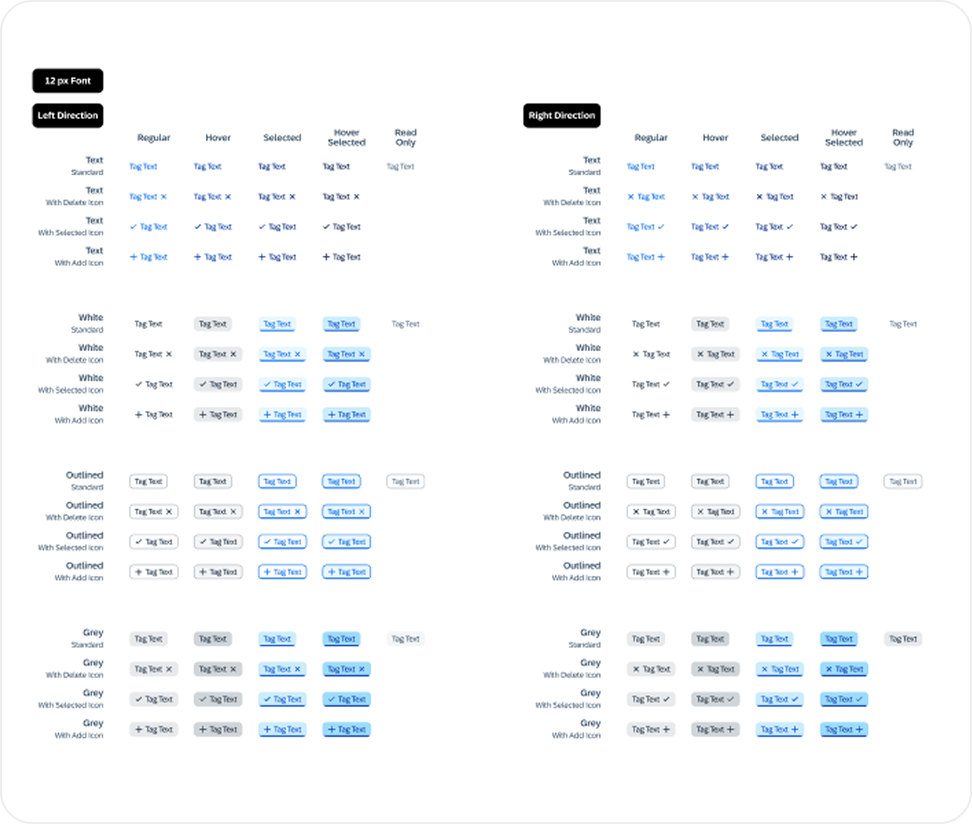 12 px Font
Left Direction
Regular Hover Selected Hover Selected Read Only
Text
Standard
Tag Text Tag Text Tag Text Tag Text Tag Text
Text
With Delete Icon
Tag Text Tag Text Tag Text Tag Text
Text
With Selected Icon
Tag Text Tag Text Tag Text Tag Text
Text
With Add Icon
Tag Text Tag Text Tag Text Tag Text
White
Standard
Tag Text Tag Text Tag Text Tag Text Tag Text
White
With Delete Icon
Tag Text Tag Text Tag Text Tag Text
White
With Selected Icon
Tag Text Tag Text Tag Text Tag Text
White
With Add Icon
Tag Text Tag Text Tag Text Tag Text
Outlined
Standard
Tag Text Tag Text Tag Text Tag Text Tag Text
Outlined
With Delete Icon
Tag Text Tag Text Tag Text Tag Text
Outlined
With Selected Icon
Tag Text Tag Text Tag Text Tag Text
Outlined
With Add Icon
Tag Text Tag Text Tag Text Tag Text
Grey
Standard
Tag Text Tag Text Tag Text Tag Text Tag Text
Grey
With Delete Icon
Tag Text Tag Text Tag Text Tag Text
Grey
With Selected Icon
Tag Text Tag Text Tag Text Tag Text
Grey
With Add Icon
Tag Text Tag Text Tag Text Tag Text
Right Direction
Regular Hover Selected Hover Selected Read Only
Text
Standard
Tag Text Tag Text Tag Text Tag Text Tag Text
Text
With Delete Icon
Tag Text Tag Text Tag Text Tag Text
Text
With Selected Icon
Tag Text Tag Text Tag Text Tag Text
Text
With Add Icon
Tag Text Tag Text Tag Text Tag Text
White
Standard
Tag Text Tag Text Tag Text Tag Text Tag Text
White
With Delete Icon
Tag Text Tag Text Tag Text Tag Text
White
With Selected Icon
Tag Text Tag Text Tag Text Tag Text
White
With Add Icon
Tag Text Tag Text Tag Text Tag Text
Outlined
Standard
Tag Text Tag Text Tag Text Tag Text Tag Text
Outlined
With Delete Icon
Tag Text Tag Text Tag Text Tag Text
Outlined
With Selected Icon
Tag Text Tag Text Tag Text Tag Text
Outlined
With Add Icon
Tag Text Tag Text Tag Text Tag Text
Grey
Standard
Tag Text Tag Text Tag Text Tag Text Tag Text
Grey
With Delete Icon
Tag Text Tag Text Tag Text Tag Text
Grey
With Selected Icon
Tag Text Tag Text Tag Text Tag Text
Grey
With Add Icon
Tag Text Tag Text Tag Text Tag Text